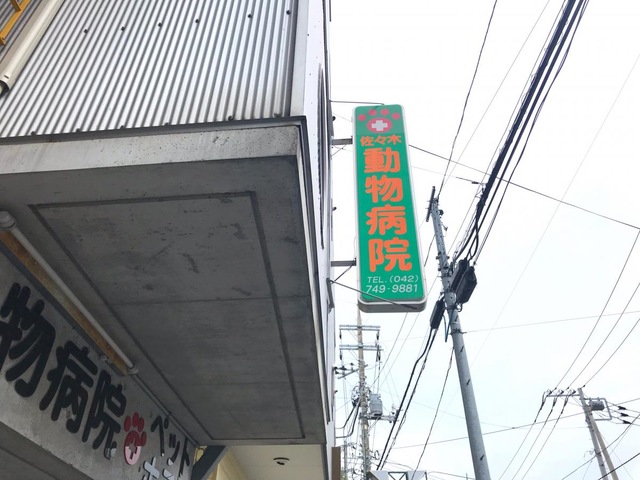 佐々木
動物病院
TEL.(042)
749-9881
物病院
ペット